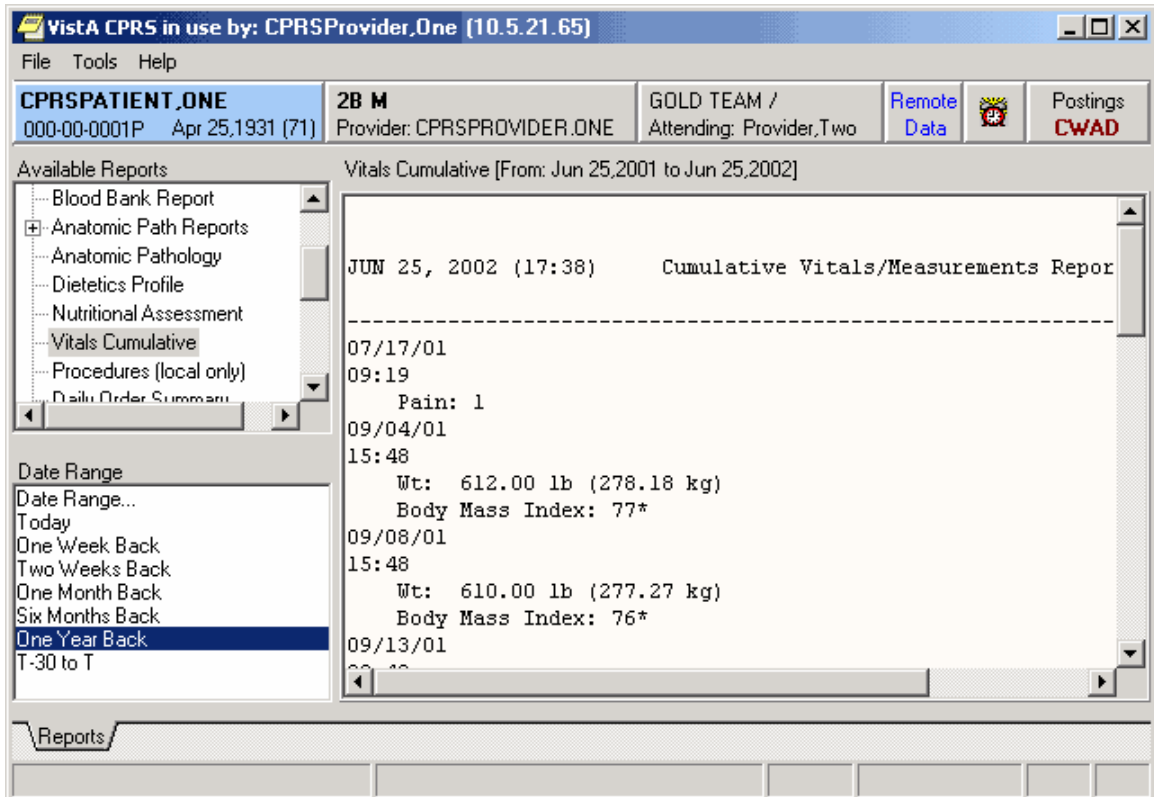 VistA CPRS in use by: CPRSProvider,One (10.5.21.65)
File Tools Help
CPRSPATIENT,ONE
000-00-0001P Apr 25,1931 (71)
2B M
Provider: CPRSPROVIDER.ONE
GOLD TEAM /
Attending: Provider,Two
Remote
Data
Postings
CWAD
Available Reports
Blood Bank Report
Anatomic Path Reports
Anatomic Pathology
Dietetics Profile
Nutritional Assessment
Vitals Cumulative
Procedures (local only)
Daily Order Summary
Date Range
Date Range...
Today
One Week Back
Two Weeks Back
One Month Back
Six Months Back
One Year Back
T-30 to T
Vitals Cumulative [From: Jun 25,2001 to Jun 25,2002]
JUN 25, 2002 (17:38) Cumulative Vitals/Measurements Repor
----------------------------------------------------------------
07/17/01
09:19
Pain: 1
09/04/01
15:48
Wt: 612.00 lb (278.18 kg)
Body Mass Index: 77*
09/08/01
15:48
Wt: 610.00 lb (277.27 kg)
Body Mass Index: 76*
09/13/01
Reports